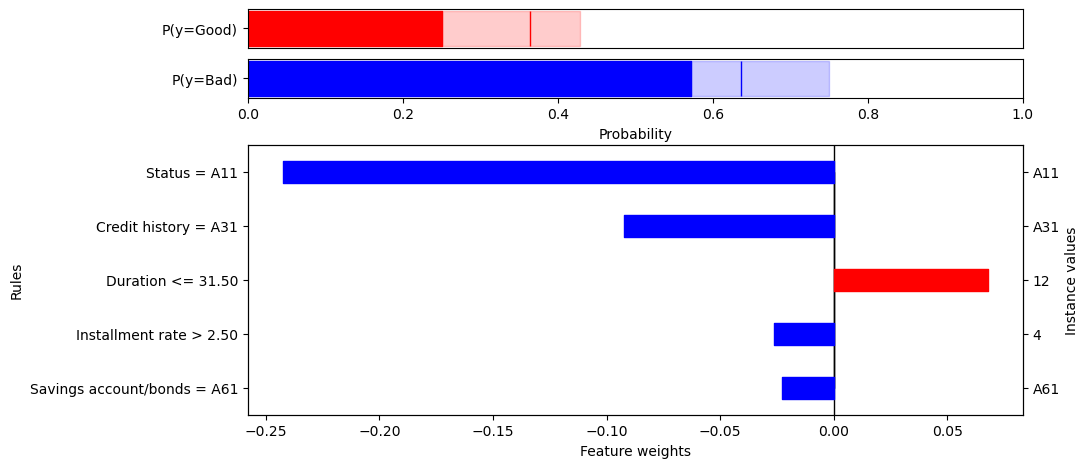 P(y=Good)
P(y=Bad)
0.0 0.2 0.4 0.6 0.8 1.0
Probability
Status = A11 A11
Credit history = A31 A31
Duration <= 31.50 12
Installment rate > 2.50 4
Savings account/bonds = A61 A61
Rules
Instance values
−0.25 −0.20 −0.15 −0.10 −0.05 0.00 0.05
Feature weights